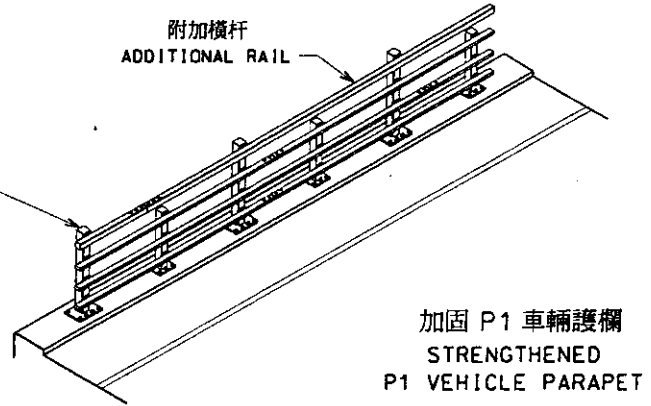 附加橫杆
ADDITIONAL RAIL
加固 P1 車輛護欄
STRENGTHENED
P1 VEHICLE PARAPET